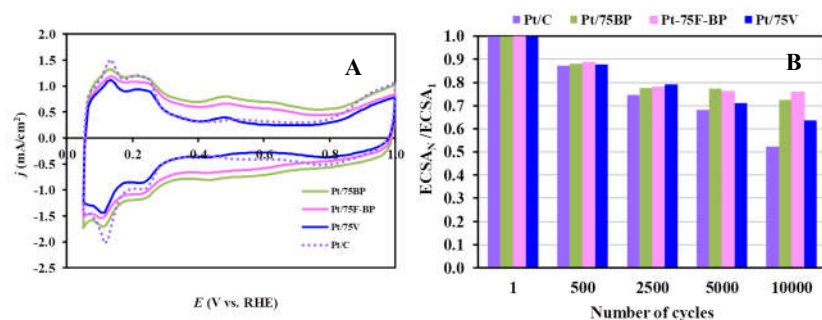 A
2.0
1.5
1.0
0.5
0.0
-0.5
-1.0
-1.5
-2.0
-2.5
j (mA/cm²)
0.0 0.2 0.4 0.6 0.8 1.0
Pt/75BP
Pt/75F-BP
Pt/75V
Pt/C
E (V vs. RHE)
Pt/C Pt/75BP Pt-75F-BP Pt/75V
B
1.0
0.9
0.8
0.7
0.6
0.5
0.4
0.3
0.2
0.1
0.0
ECSAN/ECSA1
1 500 2500 5000 10000
Number of cycles